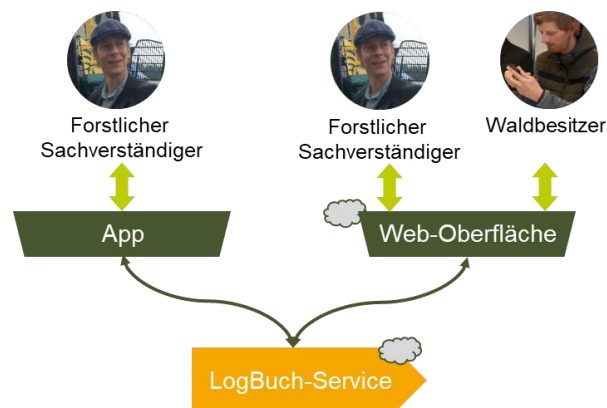 Forstlicher
Sachverständiger
Forstlicher
Sachverständiger
Waldbesitzer
App
Web-Oberfläche
LogBuch-Service